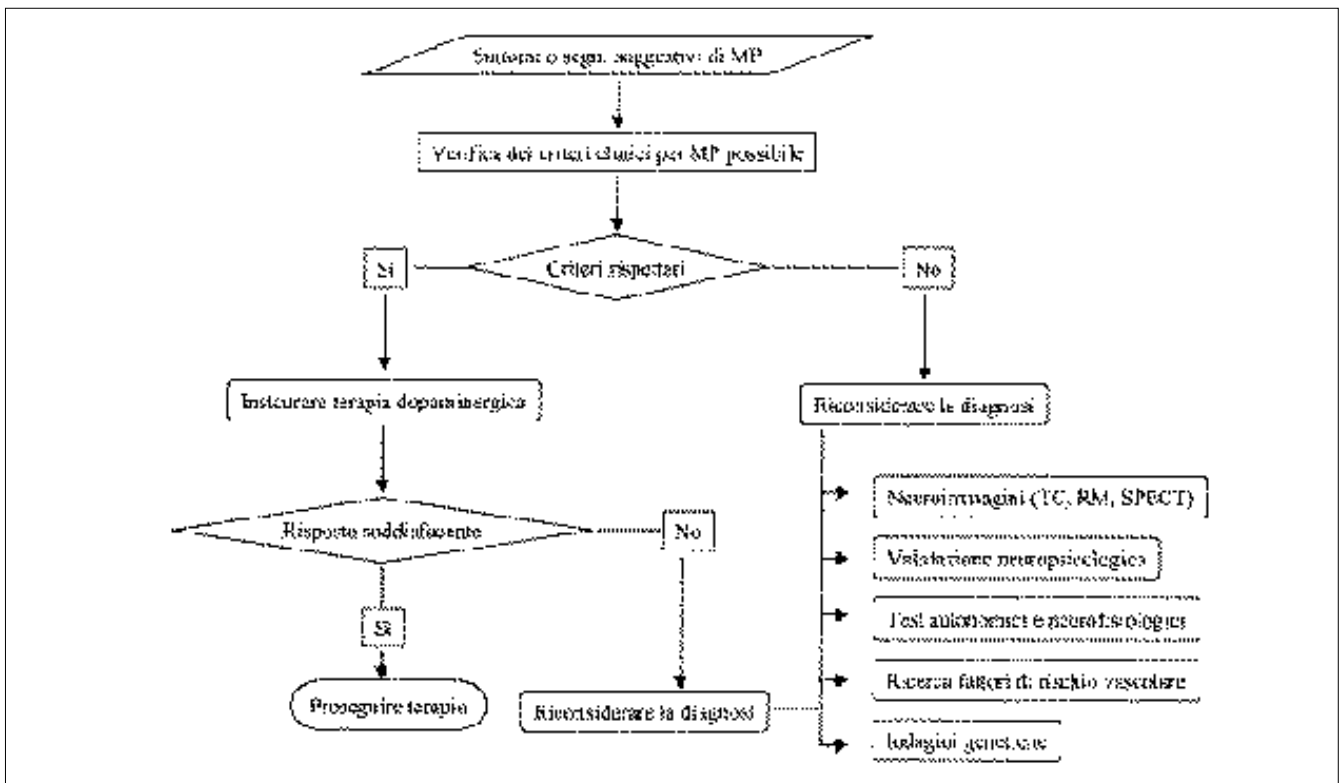 Sintomi o segni suggestivi di MP
Verifica dei criteri clinici per MP possibile
Criteri rispettati
Sì
No
Instaurare terapia dopaminergica
Riconsiderare la diagnosi
Neuroimmagini (TC, RM, SPECT)
Risposta soddisfacente
No
Valutazione neuropsicologica
Test autonomici e neurofisiologici
Sì
Ricerca fattori di rischio vascolare
Proseguire terapia
Riconsiderare la diagnosi
Indagini genetiche